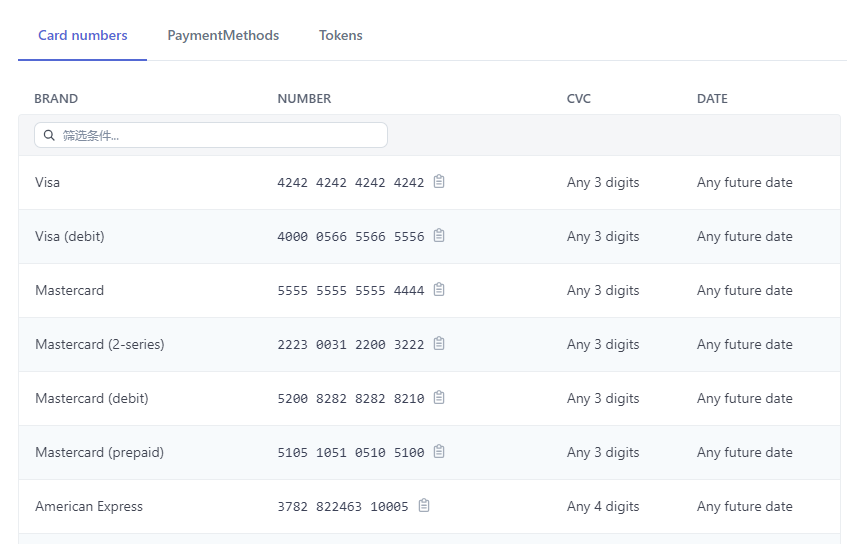 Card numbers PaymentMethods Tokens
BRAND NUMBER CVC DATE
筛选条件...
Visa 4242 4242 4242 4242 Any 3 digits Any future date
Visa (debit) 4000 0566 5566 5556 Any 3 digits Any future date
Mastercard 5555 5555 5555 4444 Any 3 digits Any future date
Mastercard (2-series) 2223 0031 2200 3222 Any 3 digits Any future date
Mastercard (debit) 5200 8282 8282 8210 Any 3 digits Any future date
Mastercard (prepaid) 5105 1051 0510 5100 Any 3 digits Any future date
American Express 3782 822463 10005 Any 4 digits Any future date